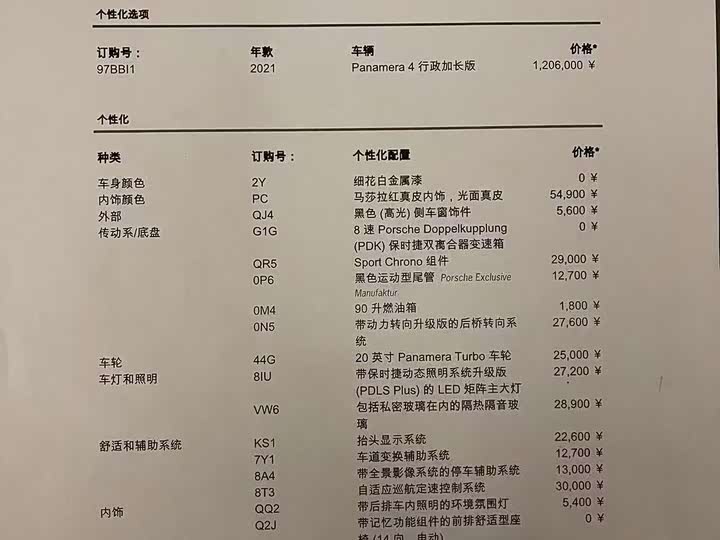 个性化选项
订购号： 年款 车辆 价格*
97BBI1 2021 Panamera 4 行政加长版 1,206,000 ¥
个性化
种类 订购号： 个性化配置 价格*
车身颜色 2Y 细花白金属漆 0 ¥
内饰颜色 PC 马莎拉红真皮内饰，光面真皮 54,900 ¥
外部 QJ4 黑色 (高光) 侧车窗饰件 5,600 ¥
传动系/底盘 G1G 8 速 Porsche Doppelkupplung 0 ¥
(PDK) 保时捷双离合器变速箱
QR5 Sport Chrono 组件 29,000 ¥
0P6 黑色运动型尾管 Porsche Exclusive 12,700 ¥
Manufaktur
0M4 90 升燃油箱 1,800 ¥
0N5 带动力转向升级版的后桥转向系 27,600 ¥
统
车轮 44G 20 英寸 Panamera Turbo 车轮 25,000 ¥
车灯和照明 8IU 带保时捷动态照明系统升级版 27,200 ¥
(PDLS Plus) 的 LED 矩阵主大灯
VW6 包括私密玻璃在内的隔热隔音玻 28,900 ¥
璃
舒适和辅助系统 KS1 抬头显示系统 22,600 ¥
7Y1 车道变换辅助系统 12,700 ¥
8A4 带全景影像系统的停车辅助系统 13,000 ¥
8T3 自适应巡航定速控制系统 30,000 ¥
内饰 QQ2 带后排车内照明的环境氛围灯 5,400 ¥
Q2J 带记忆功能组件的前排舒适型座 0 ¥
椅 (14 向，电动)